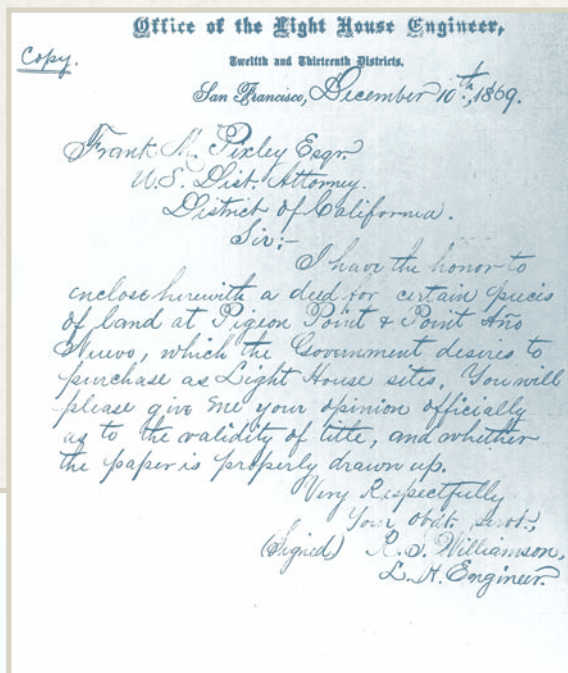 Office of the Light House Engineer,
Copy.
Twelfth and Thirteenth Districts.
San Francisco, December 10th, 1869.
Frank M. Pixley Esqr.
U.S. Dist. Attorney.
District of California.
Sir:-
I have the honor to
enclose herewith a deed for certain pieces
of land at Pigeon Point & Point Año
Nuevo, which the Government desires to
purchase as Light House sites. You will
please give me your opinion officially
as to the validity of title, and whether
the paper is properly drawn up.
Very Respectfully
Your obdt. servt.,
(Signed) R. S. Williamson,
L. H. Engineer.